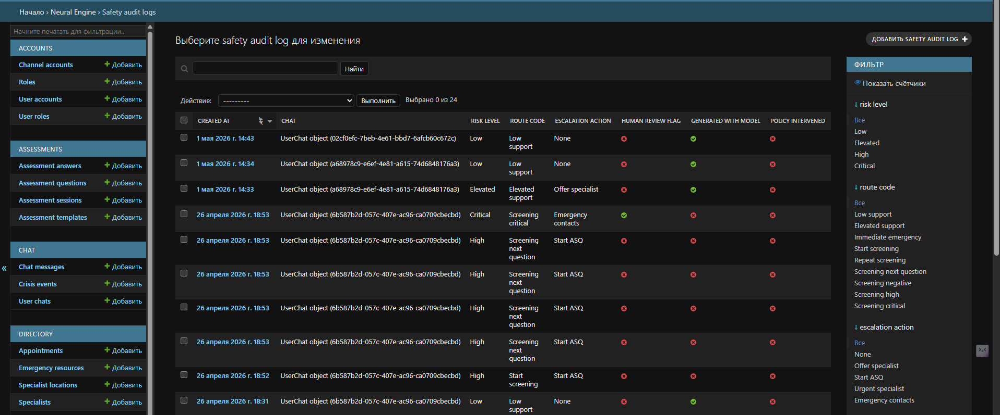 Начало › Neural Engine › Safety audit logs
Начните печатать для фильтрации...
ACCOUNTS
Channel accounts + Добавить
Roles + Добавить
User accounts + Добавить
User roles + Добавить
ASSESSMENTS
Assessment answers + Добавить
Assessment questions + Добавить
Assessment sessions + Добавить
Assessment templates + Добавить
CHAT
Chat messages + Добавить
Crisis events + Добавить
User chats + Добавить
DIRECTORY
Appointments + Добавить
Emergency resources + Добавить
Specialist locations + Добавить
Specialists + Добавить
«
Выберите safety audit log для изменения
ДОБАВИТЬ SAFETY AUDIT LOG +
Найти
Действие: --------- Выполнить Выбрано 0 из 24
CREATED AT CHAT RISK LEVEL ROUTE CODE ESCALATION ACTION HUMAN REVIEW FLAG GENERATED WITH MODEL POLICY INTERVENED
1 мая 2026 г. 14:43 UserChat object (02cf0efc-7beb-4e61-bbd7-6afcb60c672c) Low Low None
support
1 мая 2026 г. 14:34 UserChat object (a68978c9-e6ef-4e81-a615-74d6848176a3) Low Low None
support
1 мая 2026 г. 14:33 UserChat object (a68978c9-e6ef-4e81-a615-74d6848176a3) Elevated Elevated Offer specialist
support
26 апреля 2026 г. 18:53 UserChat object (6b587b2d-057c-407e-ac96-ca0709cbecbd) Critical Screening Emergency
critical contacts
26 апреля 2026 г. 18:53 UserChat object (6b587b2d-057c-407e-ac96-ca0709cbecbd) High Screening Start ASQ
next
question
26 апреля 2026 г. 18:53 UserChat object (6b587b2d-057c-407e-ac96-ca0709cbecbd) High Screening Start ASQ
next
question
26 апреля 2026 г. 18:53 UserChat object (6b587b2d-057c-407e-ac96-ca0709cbecbd) High Screening Start ASQ
next
question
26 апреля 2026 г. 18:53 UserChat object (6b587b2d-057c-407e-ac96-ca0709cbecbd) High Screening Start ASQ
next
question
26 апреля 2026 г. 18:52 UserChat object (6b587b2d-057c-407e-ac96-ca0709cbecbd) High Start Start ASQ
screening
26 апреля 2026 г. 18:31 UserChat object (6b587b2d-057c-407e-ac96-ca0709cbecbd) Low Low None
support
ФИЛЬТР
Показать счётчики
↓ risk level
Все
Low
Elevated
High
Critical
↓ route code
Все
Low support
Elevated support
Immediate emergency
Start screening
Repeat screening
Screening next question
Screening negative
Screening high
Screening critical
↓ escalation action
Все
None
Offer specialist
Start ASQ
Urgent specialist
Emergency contacts